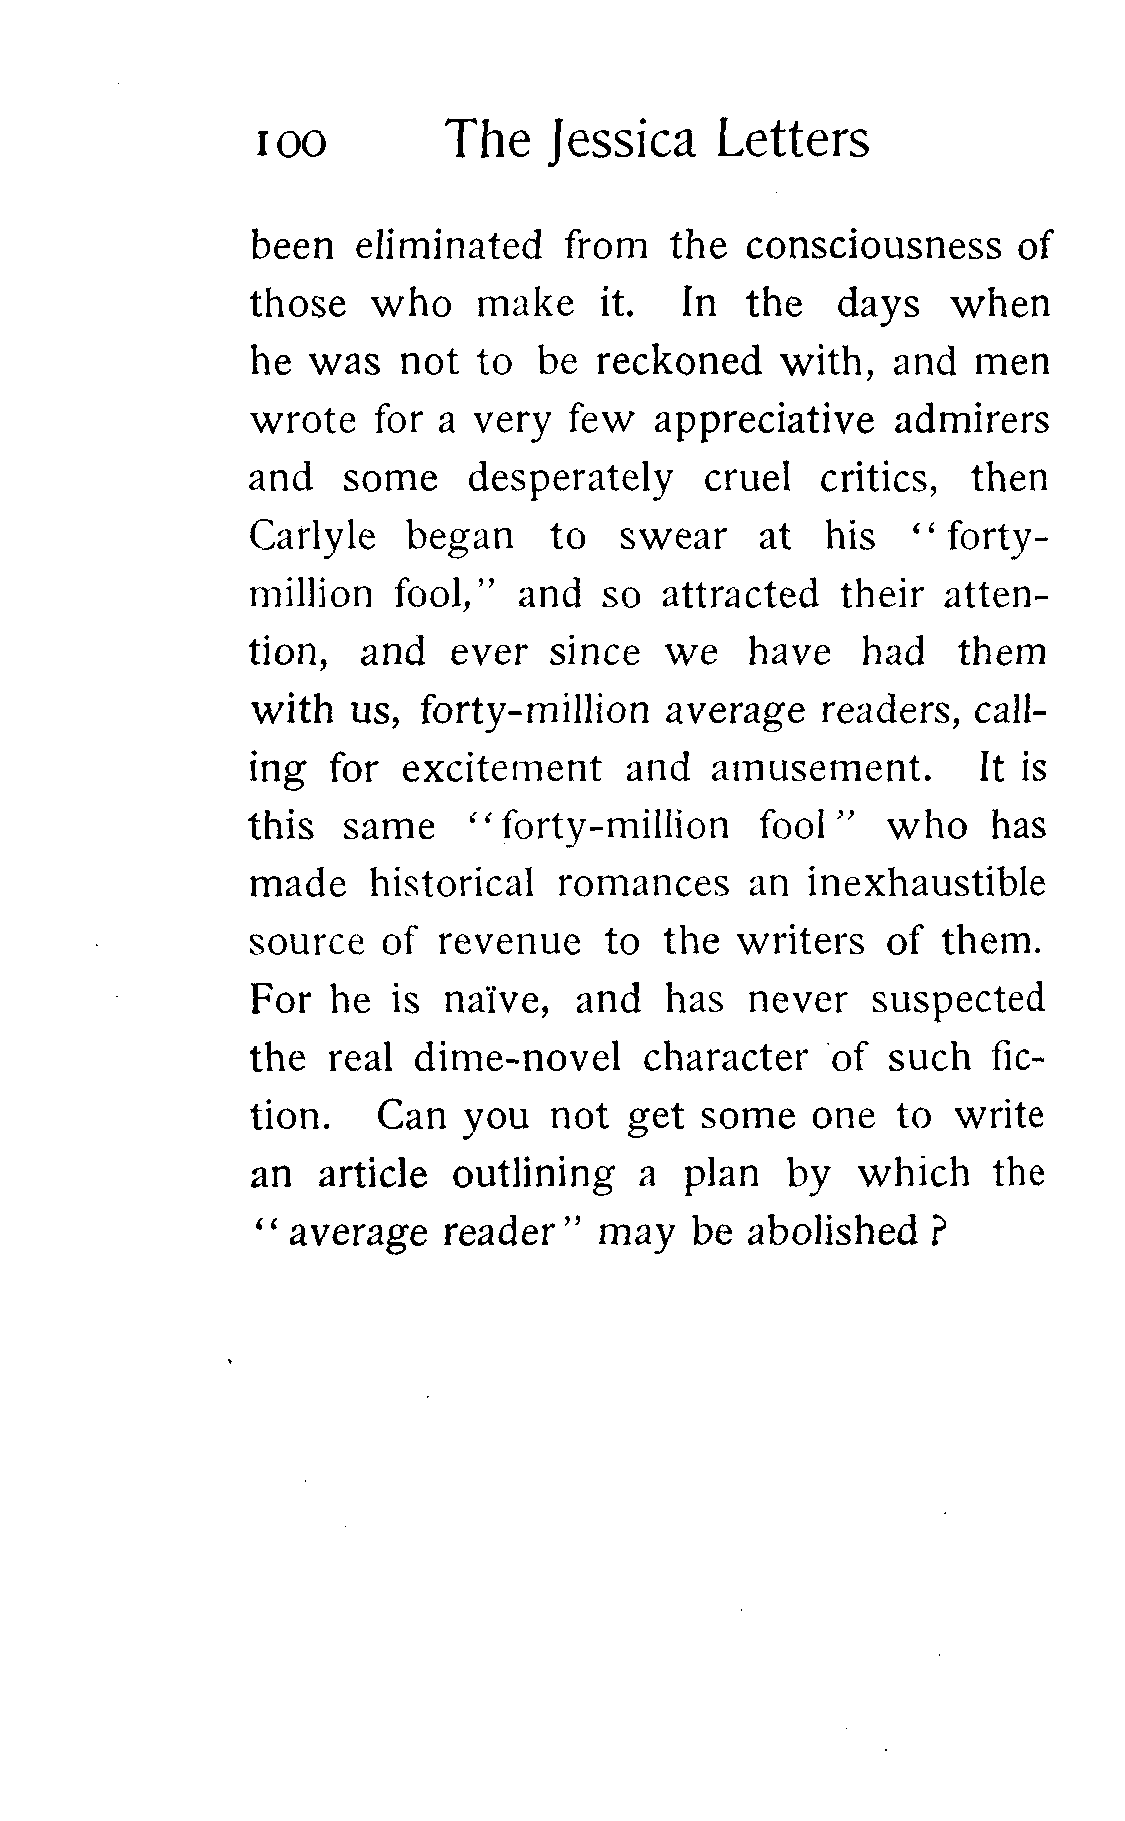 100 The Jessica Letters
been eliminated from the consciousness of
those who make it. In the days when
he was not to be reckoned with, and men
wrote for a very few appreciative admirers
and some desperately cruel critics, then
Carlyle began to swear at his “forty-
million fool,” and so attracted their atten-
tion, and ever since we have had them
with us, forty-million average readers, call-
ing for excitement and amusement. It is
this same “forty-million fool” who has
made historical romances an inexhaustible
source of revenue to the writers of them.
For he is naïve, and has never suspected
the real dime-novel character of such fic-
tion. Can you not get some one to write
an article outlining a plan by which the
“average reader” may be abolished?